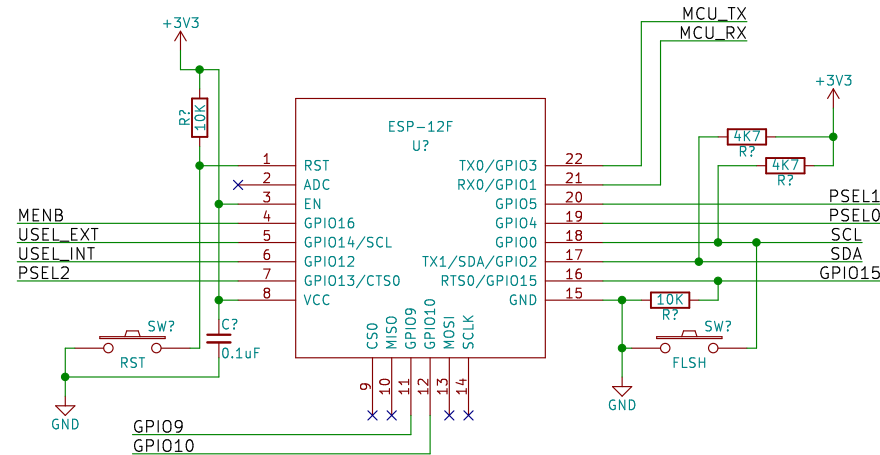 MCU_TX
MCU_RX
+3V3
+3V3
R?
10K
ESP-12F
U?
4K7
R?
4K7
R?
1
RST
TX0/GPIO3
22
2
ADC
RX0/GPIO1
21
3
EN
GPIO5
20
PSEL1
MENB
4
GPIO16
GPIO4
19
PSEL0
USEL_EXT
5
GPIO14/SCL
GPIO0
18
SCL
USEL_INT
6
GPIO12
TX1/SDA/GPIO2
17
SDA
PSEL2
7
GPIO13/CTS0
RTS0/GPIO15
16
GPIO15
8
VCC
GND
15
10K
R?
CS0
MISO
GPIO9
GPIO10
MOSI
SCLK
SW?
RST
C?
0.1uF
SW?
FLSH
9
10
11
12
13
14
GND
GND
GPIO9
GPIO10